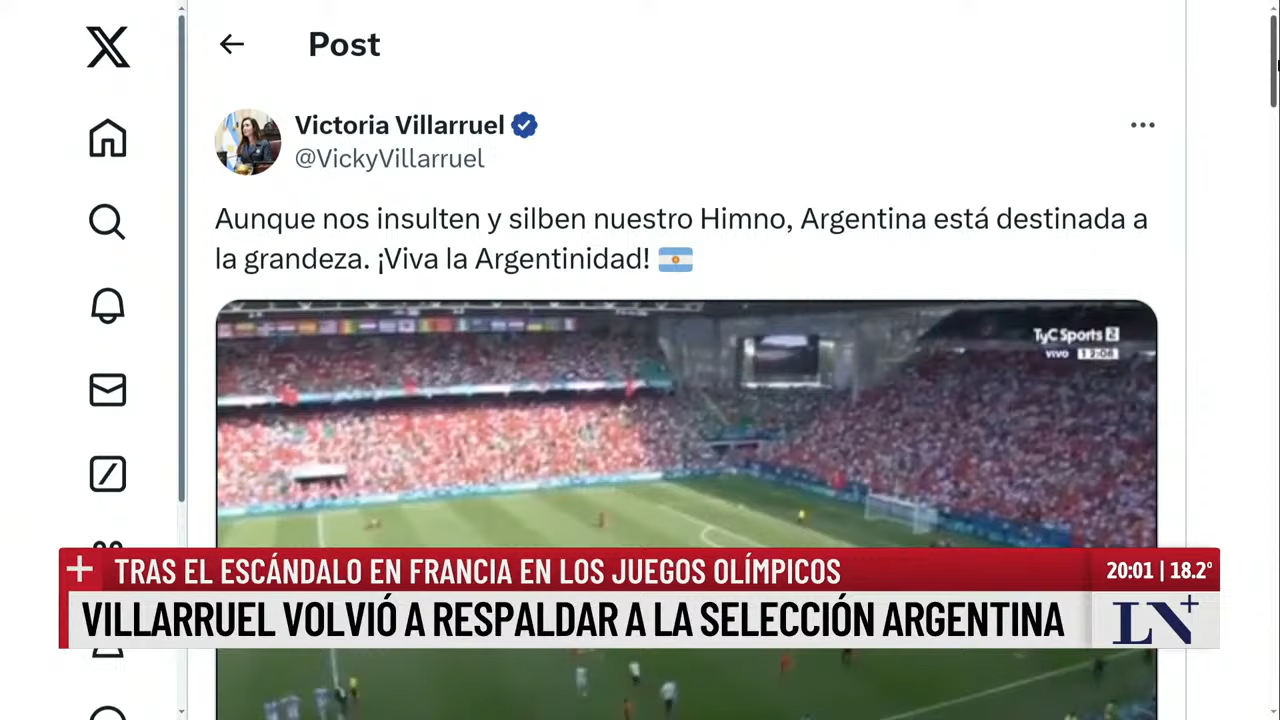 Post
Victoria Villarruel
@VickyVillarruel
Aunque nos insulten y silben nuestro Himno, Argentina está destinada a
la grandeza. ¡Viva la Argentinidad! 🇦🇷
TyC Sports 2
VIVO 12:06
+ TRAS EL ESCÁNDALO EN FRANCIA EN LOS JUEGOS OLÍMPICOS
20:01 | 18.2°
VILLARRUEL VOLVIÓ A RESPALDAR A LA SELECCIÓN ARGENTINA
LN+